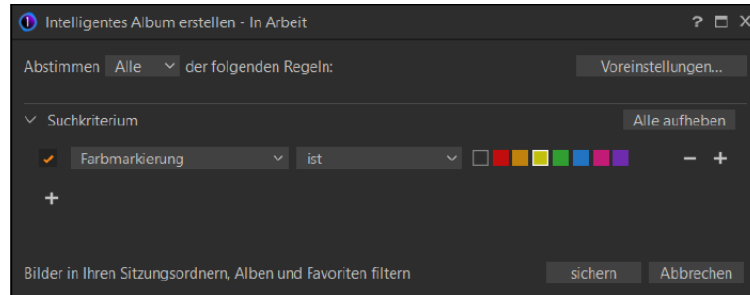 Intelligentes Album erstellen - In Arbeit
Abstimmen Alle der folgenden Regeln: Voreinstellungen...
Suchkriterium Alle aufheben
Farbmarkierung ist
Bilder in Ihren Sitzungsordnern, Alben und Favoriten filtern sichern Abbrechen